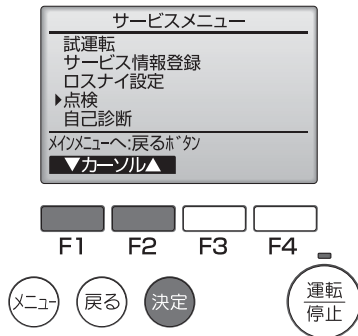 サービスメニュー
試運転
サービス情報登録
ロスナイ設定
▶点検
自己診断
メインメニューへ:戻るボタン
▼カーソル▲
F1 F2 F3 F4
メニュー 戻る 決定 運転
停止